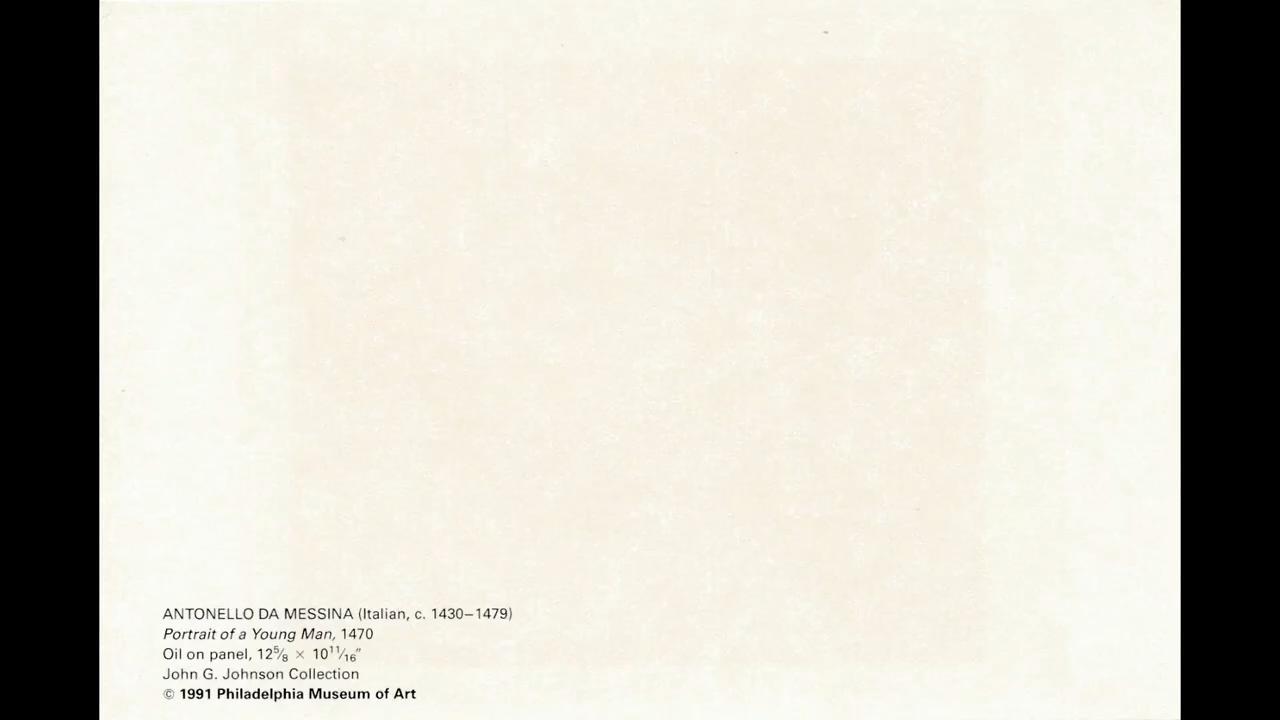 ANTONELLO DA MESSINA (Italian, c. 1430–1479)
Portrait of a Young Man, 1470
Oil on panel, 12⅝ × 10¹¹⁄₁₆″
John G. Johnson Collection
© 1991 Philadelphia Museum of Art